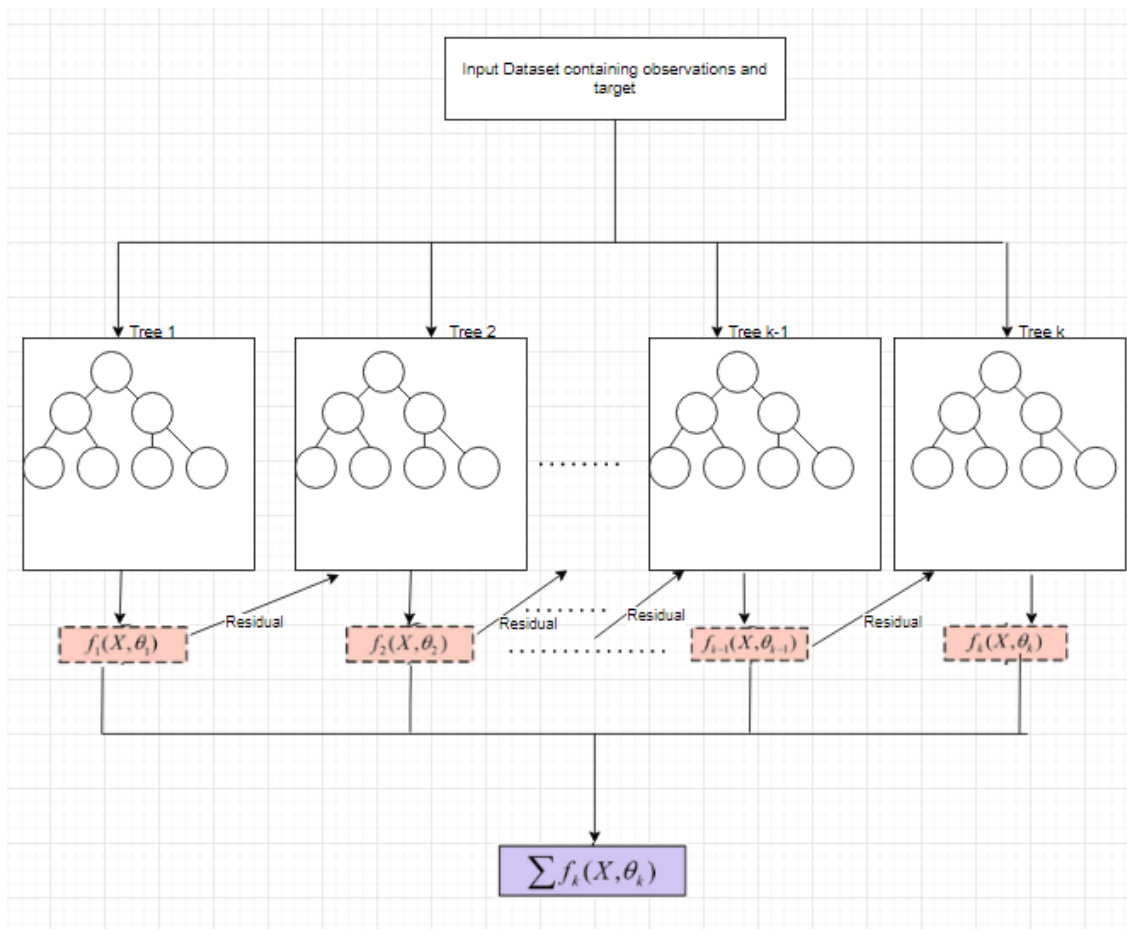 Input Dataset containing observations and
target
Tree 1
Tree 2
Tree k-1
Tree k
Residual
Residual
Residual
Residual
f₁(X,θ₁)
f₂(X,θ₂)
fₖ₋₁(X,θₖ₋₁)
fₖ(X,θₖ)
∑ fₖ(X,θₖ)